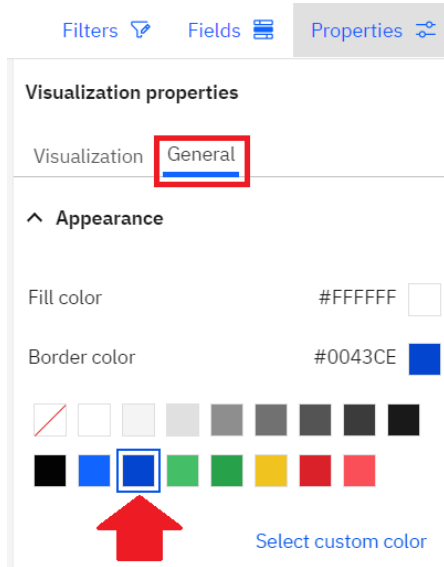 Filters Fields Properties
Visualization properties
Visualization General
Appearance
Fill color #FFFFFF
Border color #0043CE
Select custom color